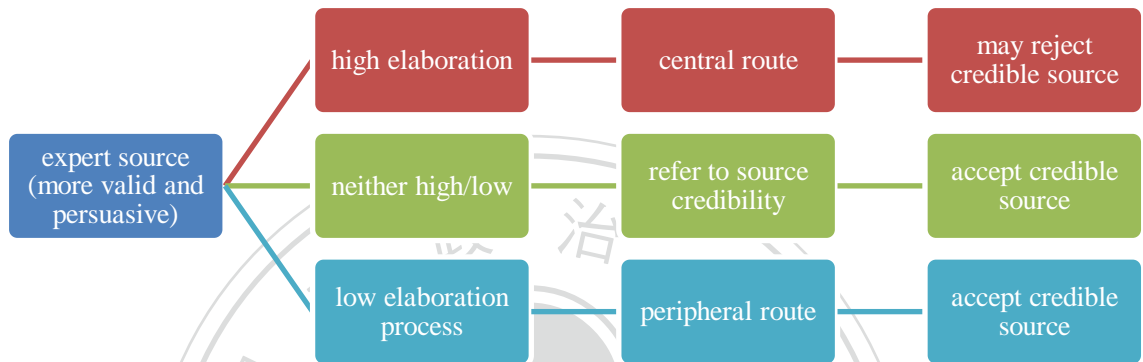 high elaboration
central route
may reject
credible source
expert source
(more valid and
persuasive)
neither high/low
refer to source
credibility
accept credible
source
治
low elaboration
process
peripheral route
accept credible
source